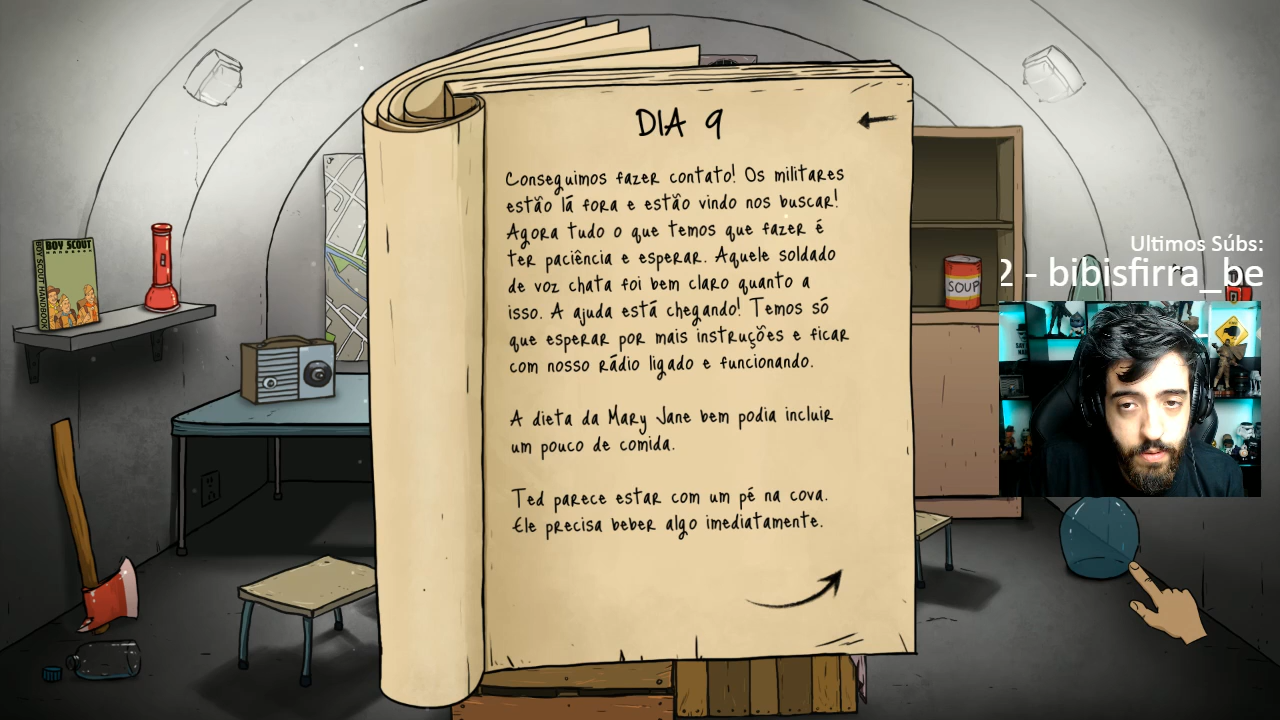 DIA 9
Conseguimos fazer contato! Os militares
estão lá fora e estão vindo nos buscar!
Agora tudo o que temos que fazer é
ter paciência e esperar. Aquele soldado
de voz chata foi bem claro quanto a
isso. A ajuda está chegando! Temos só
que esperar por mais instruções e ficar
com nosso rádio ligado e funcionando.
A dieta da Mary Jane bem podia incluir
um pouco de comida.
Ted parece estar com um pé na cova.
Ele precisa beber algo imediatamente.
BOY SCOUT
HANDBOOK
BOY SCOUT HANDBOOK
SOUP
Ultimos Súbs:
2 - bibisfirra_be